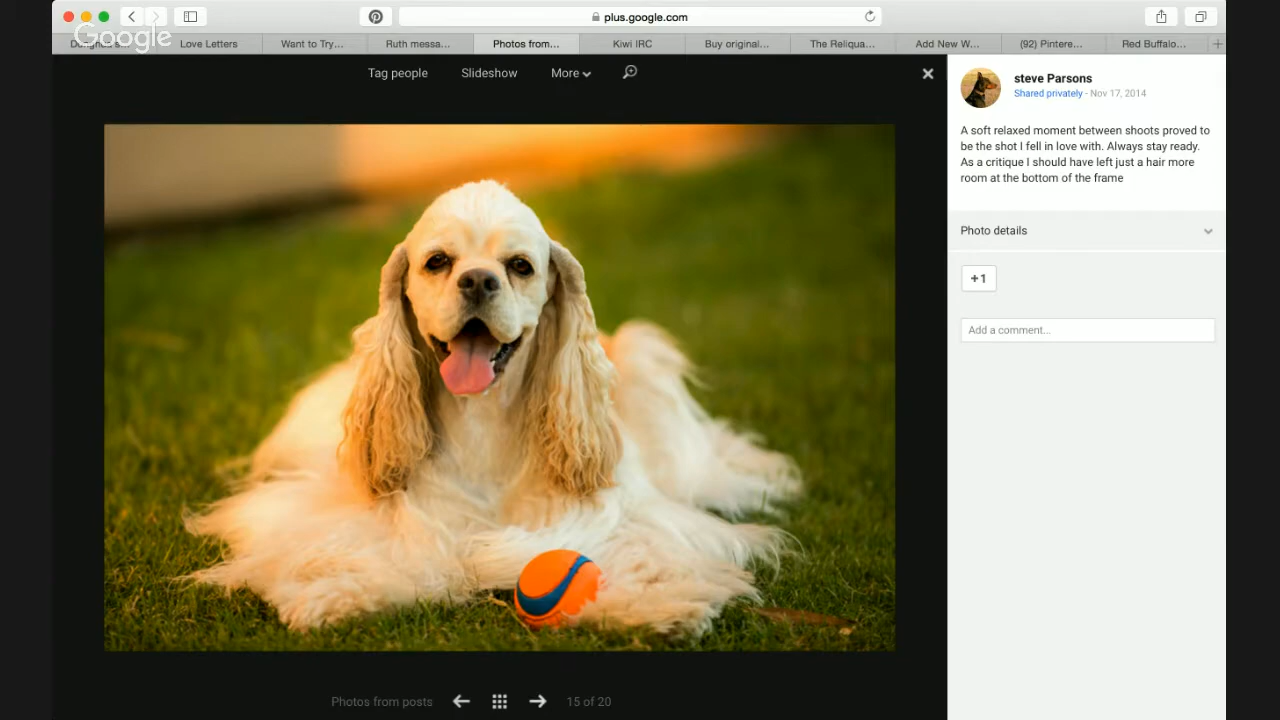 plus.google.com
Google
Love Letters
Want to Try...
Ruth messa...
Photos from...
Kiwi IRC
Buy original...
The Reliqua...
Add New W...
(92) Pintere...
Red Buffalo...
+
Tag people
Slideshow
More
steve Parsons
Shared privately - Nov 17, 2014
A soft relaxed moment between shoots proved to
be the shot I fell in love with. Always stay ready.
As a critique I should have left just a hair more
room at the bottom of the frame
Photo details
+1
Add a comment...
Photos from posts
15 of 20